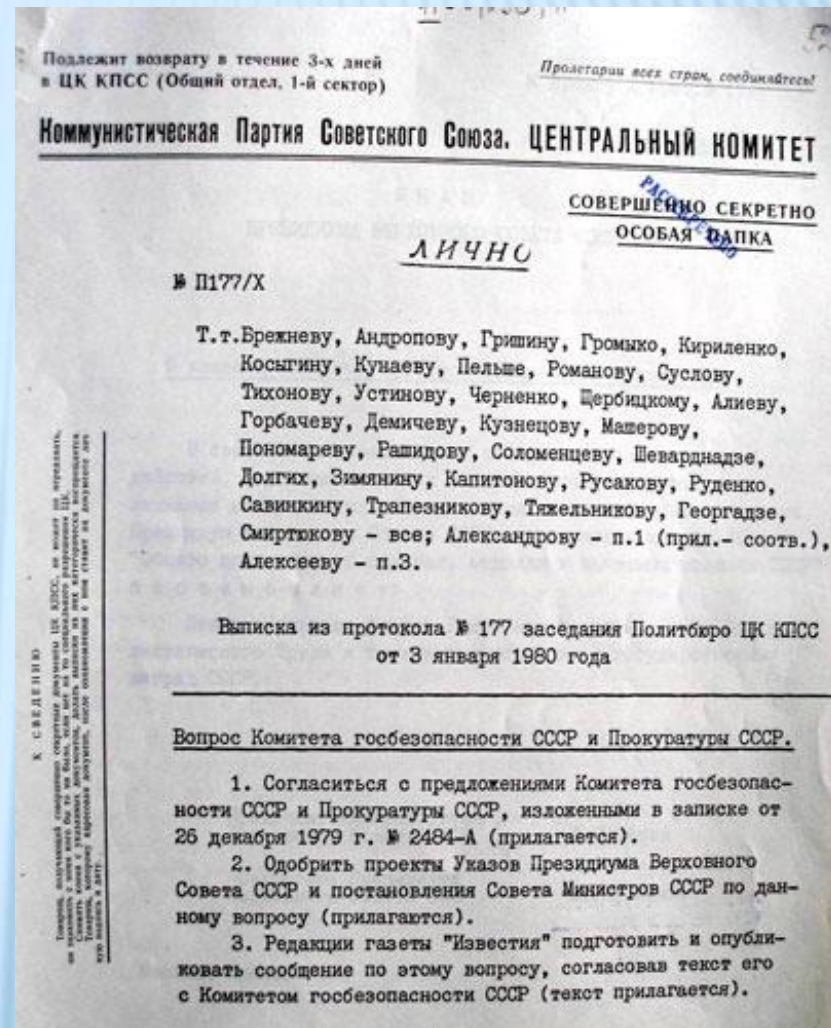 Подлежит возврату в течение 3-х дней
в ЦК КПСС (Общий отдел, 1-й сектор)
Пролетарии всех стран, соединяйтесь!
Коммунистическая Партия Советского Союза. ЦЕНТРАЛЬНЫЙ КОМИТЕТ
СОВЕРШЕННО СЕКРЕТНО
ОСОБАЯ ПАПКА
РАССЕКРЕЧЕНО
ЛИЧНО
№ П177/X
Т.т.Брежневу, Андропову, Гришину, Громыко, Кириленко,
Косыгину, Кунаеву, Пельше, Романову, Суслову,
Тихонову, Устинову, Черненко, Щербицкому, Алиеву,
Горбачеву, Демичеву, Кузнецову, Машерову,
Пономареву, Рашидову, Соломенцеву, Шеварднадзе,
Долгих, Зимянину, Капитонову, Русакову, Руденко,
Савинкину, Трапезникову, Тяжельникову, Георгадзе,
Смиртюкову - все; Александрову - п.1 (прил.- соотв.),
Алексееву - п.3.
Выписка из протокола № 177 заседания Политбюро ЦК КПСС
от 3 января 1980 года
Вопрос Комитета госбезопасности СССР и Прокуратуры СССР.
1. Согласиться с предложениями Комитета госбезопас-
ности СССР и Прокуратуры СССР, изложенными в записке от
26 декабря 1979 г. № 2484-А (прилагается).
2. Одобрить проекты Указов Президиума Верховного
Совета СССР и постановления Совета Министров СССР по дан-
ному вопросу (прилагаются).
3. Редакции газеты "Известия" подготовить и опубли-
ковать сообщение по этому вопросу, согласовав текст его
с Комитетом госбезопасности СССР (текст прилагается).
К СВЕДЕНИЮ